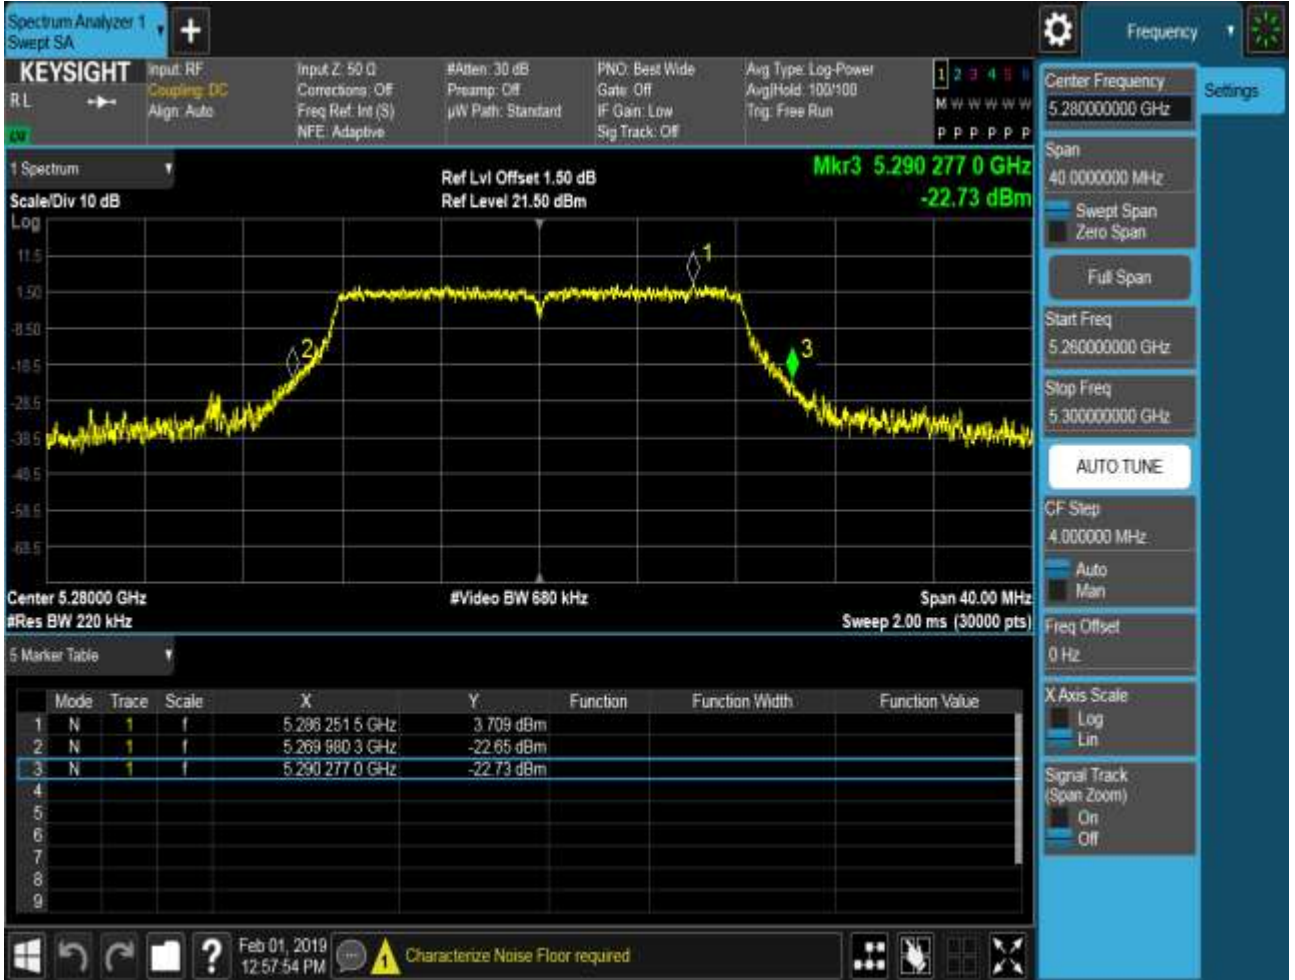 Spectrum Analyzer 1
Swept SA
Frequency
KEYSIGHT
RL
Input: RF
Coupling: DC
Align: Auto
Input Z: 50 Ω
Corrections: Off
Freq Ref: Int (S)
NFE: Adaptive
#Atten: 30 dB
Preamp: Off
µW Path: Standard
PNO: Best Wide
Gate: Off
IF Gain: Low
Sig Track: Off
Avg Type: Log-Power
Avg|Hold: 100/100
Trig: Free Run
1 2 3 4 5 6
M W W W W W
P P P P P P
1 Spectrum
Scale/Div 10 dB
Ref Lvl Offset 1.50 dB
Ref Level 21.50 dBm
Mkr3 5.290 277 0 GHz
-22.73 dBm
Log
11.5
1.50
-8.50
-18.5
-28.5
-38.5
-48.5
-58.5
-68.5
1
2
3
Center 5.28000 GHz
#Video BW 680 kHz
Span 40.00 MHz
#Res BW 220 kHz
Sweep 2.00 ms (30000 pts)
5 Marker Table
Mode Trace Scale X Y Function Function Width Function Value
1 N 1 f 5.286 251 5 GHz 3.709 dBm
2 N 1 f 5.269 980 3 GHz -22.65 dBm
3 N 1 f 5.290 277 0 GHz -22.73 dBm
4
5
6
7
8
9
Feb 01, 2019
12:57:54 PM
?
1
Characterize Noise Floor required
Settings
Center Frequency
5.280000000 GHz
Span
40.0000000 MHz
Swept Span
Zero Span
Full Span
Start Freq
5.260000000 GHz
Stop Freq
5.300000000 GHz
AUTO TUNE
CF Step
4.000000 MHz
Auto
Man
Freq Offset
0 Hz
X Axis Scale
Log
Lin
Signal Track
(Span Zoom)
On
Off